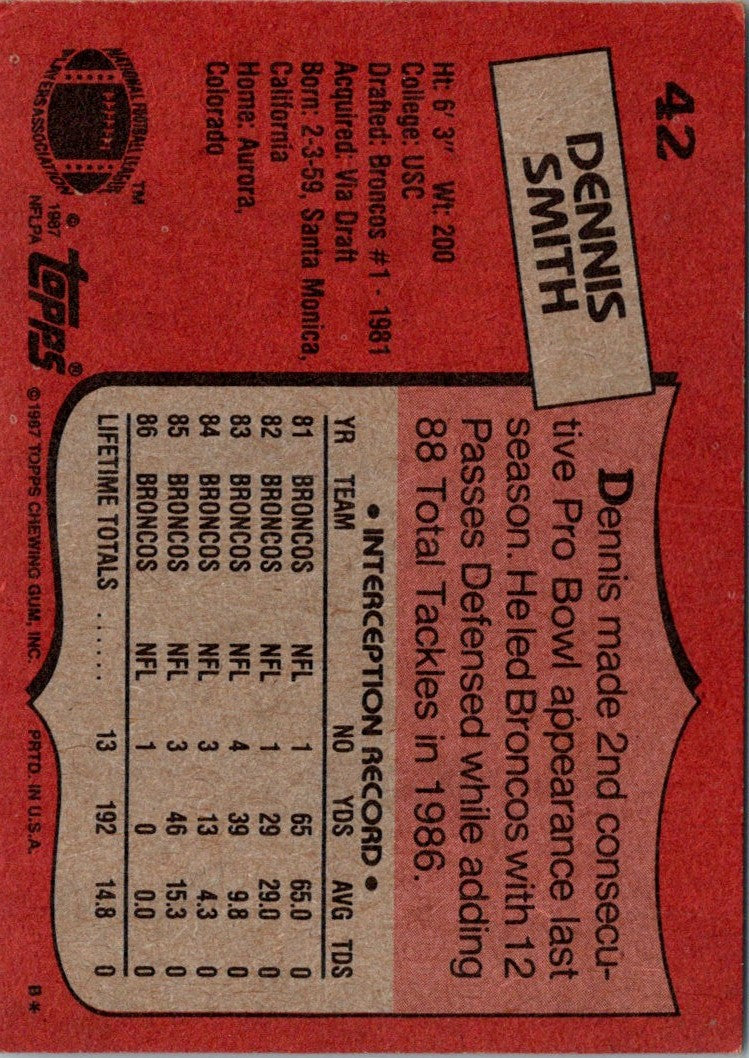 42
DENNIS
SMITH
Ht: 6' 3" Wt: 200
College: USC
Drafted: Broncos #1 - 1981
Acquired: Via Draft
Born: 2-3-59, Santa Monica,
California
Home: Aurora,
Colorado
NATIONAL FOOTBALL LEAGUE
PLAYERS ASSOCIATION
™
© 1987
NFLPA
Dennis made 2nd consecu-
tive Pro Bowl appearance last
season. He led Broncos with 12
Passes Defensed while adding
88 Total Tackles in 1986.
• INTERCEPTION RECORD •
YR TEAM NO YDS AVG TDS
81 BRONCOS NFL 1 65 65.0 0
82 BRONCOS NFL 1 29 29.0 0
83 BRONCOS NFL 4 39 9.8 0
84 BRONCOS NFL 3 13 4.3 0
85 BRONCOS NFL 3 46 15.3 0
86 BRONCOS NFL 1 0 0.0 0
LIFETIME TOTALS ...... 13 192 14.8 0
topps® © 1987 TOPPS CHEWING GUM, INC. PRTD. IN U.S.A. B*